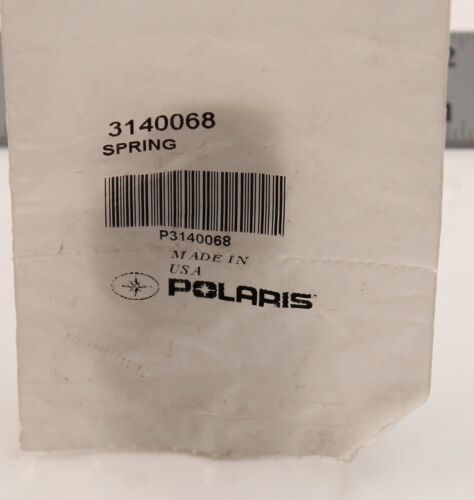 3140068
SPRING
P3140068
MADE IN
USA
POLARIS